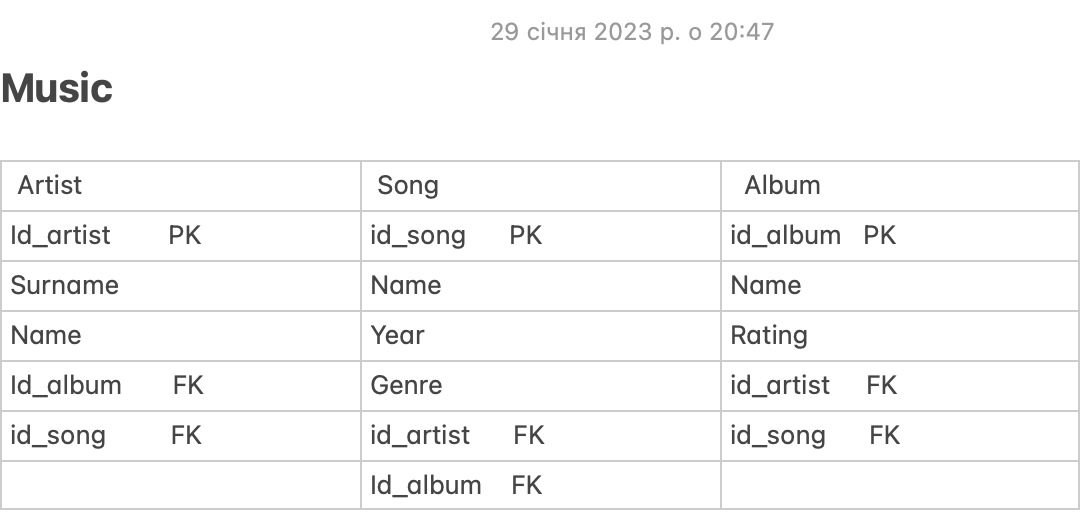 29 січня 2023 р. о 20:47
Music
Artist Song Album
Id_artist PK id_song PK id_album PK
Surname Name Name
Name Year Rating
Id_album FK Genre id_artist FK
id_song FK id_artist FK id_song FK
Id_album FK